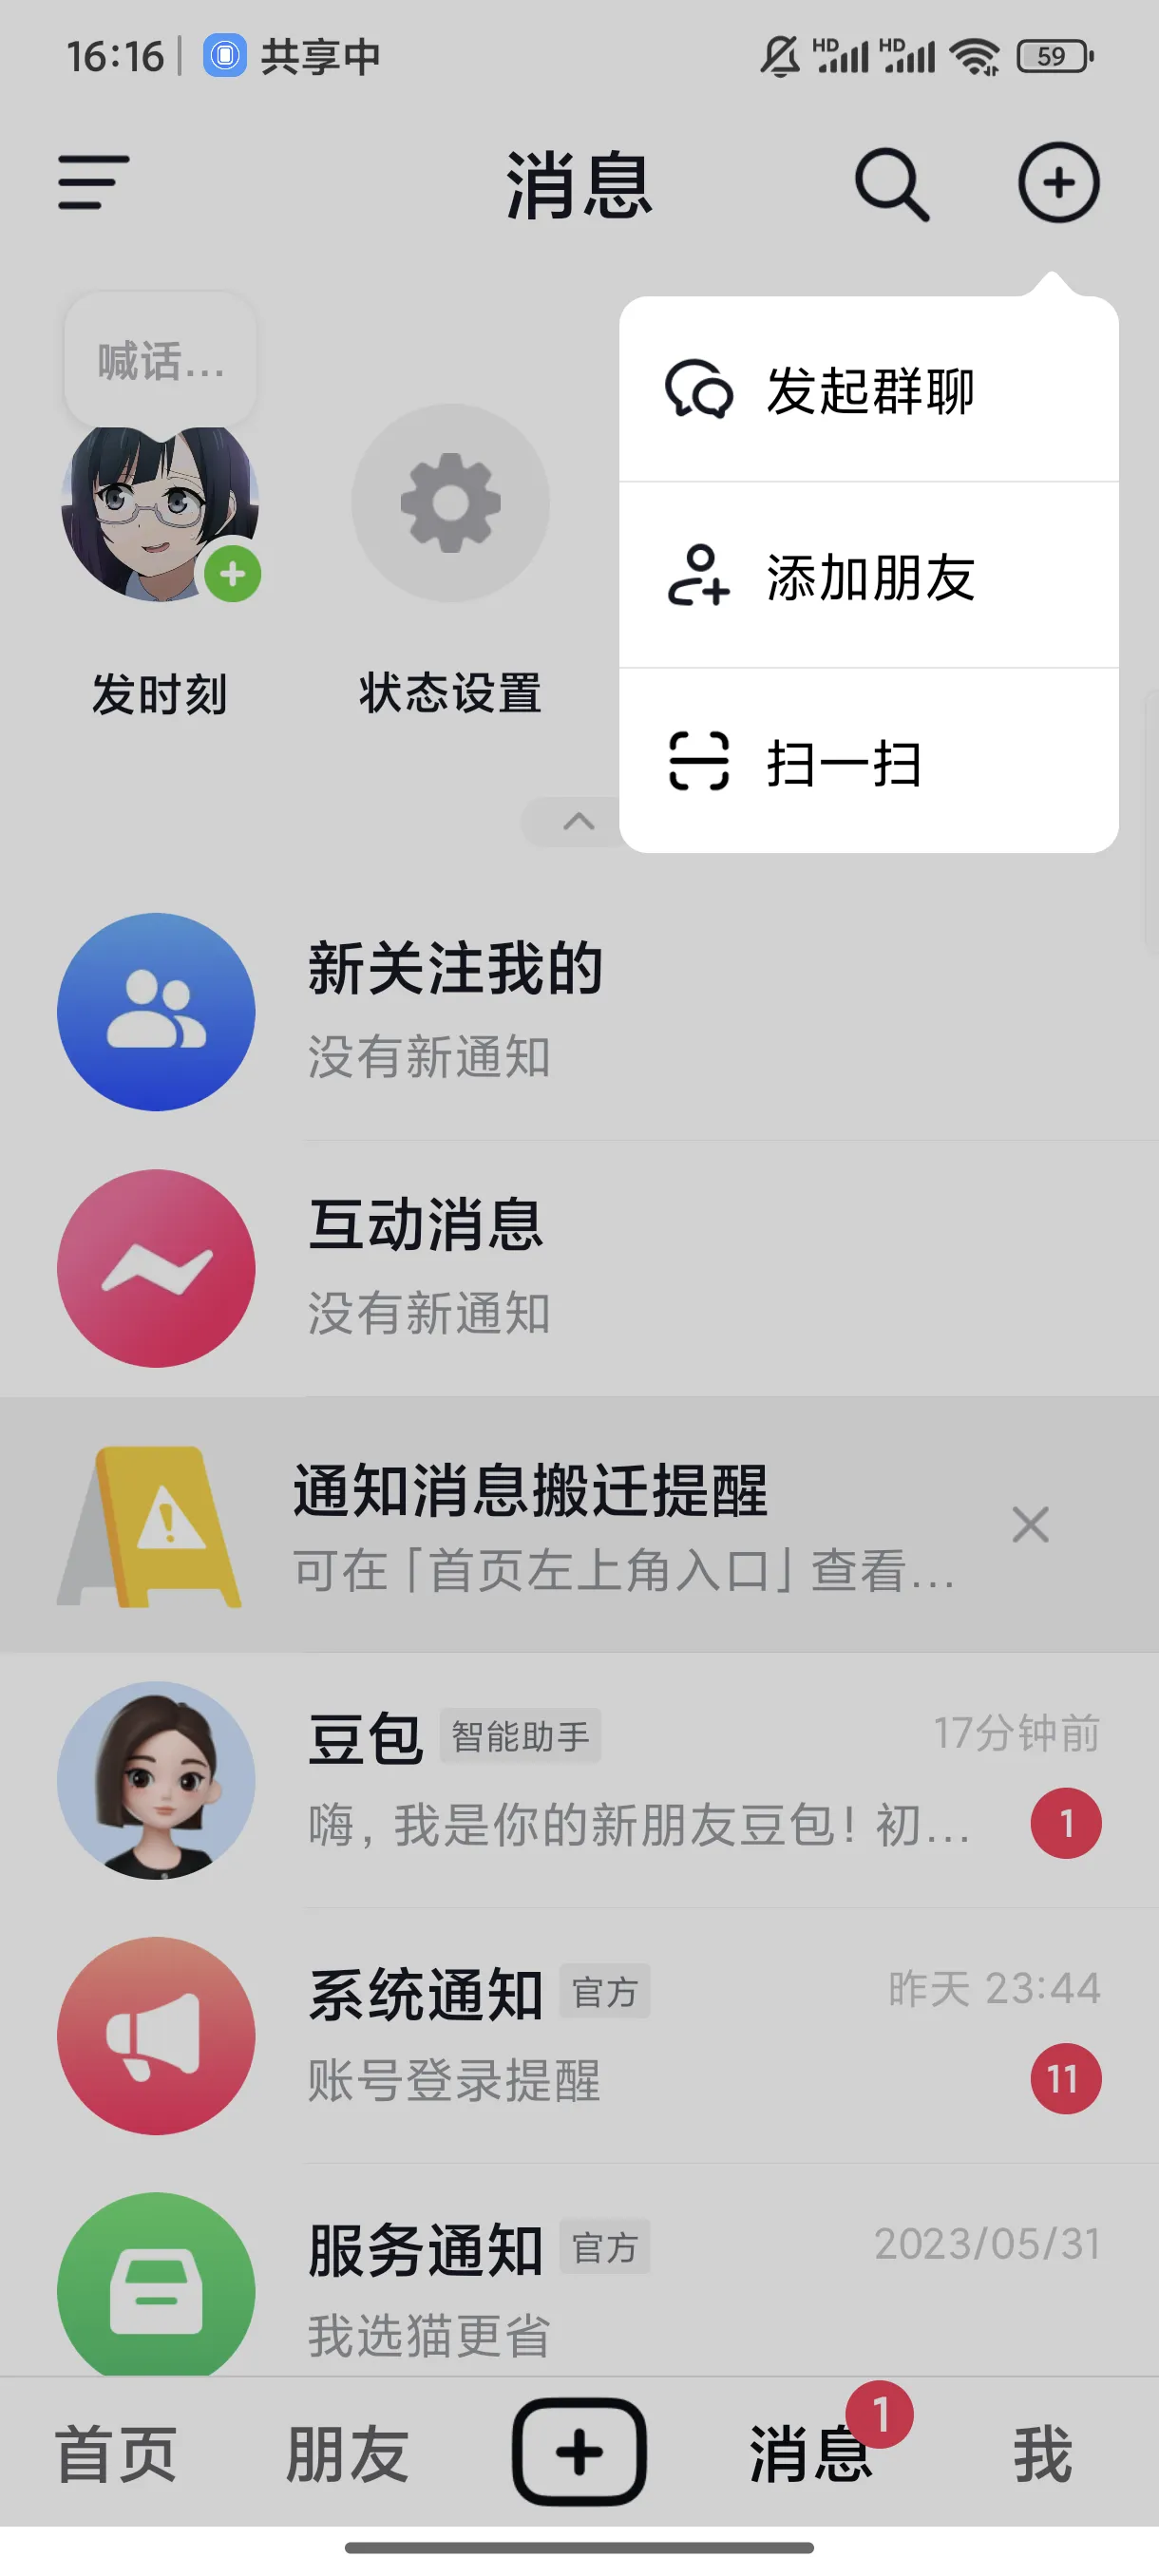 16:16 共享中 HD HD 59
消息
喊话...
发起群聊
添加朋友
扫一扫
发时刻
状态设置
新关注我的
没有新通知
互动消息
没有新通知
通知消息搬迁提醒
可在「首页左上角入口」查看...
豆包 智能助手 17分钟前
嗨，我是你的新朋友豆包！初... 1
系统通知 官方 昨天 23:44
账号登录提醒 11
服务通知 官方 2023/05/31
我选猫更省
首页 朋友 消息 1 我